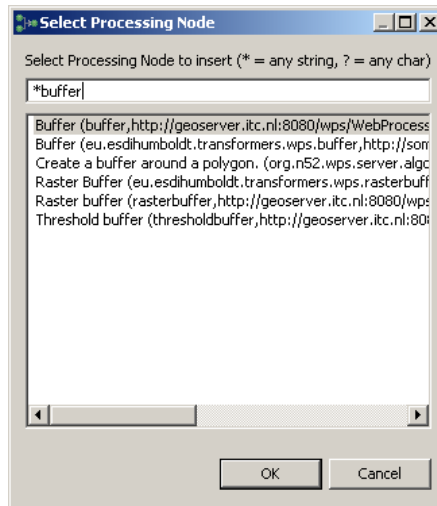 Select Processing Node
Select Processing Node to insert (* = any string, ? = any char)
*buffer
Buffer (buffer,http://geoserver.itc.nl:8080/wps/WebProcess
Buffer (eu.esdihumboldt.transformers.wps.buffer,http://som
Create a buffer around a polygon. (org.n52.wps.server.algo
Raster Buffer (eu.esdihumboldt.transformers.wps.rasterbuff
Raster buffer (rasterbuffer,http://geoserver.itc.nl:8080/wps
Threshold buffer (thresholdbuffer,http://geoserver.itc.nl:80
OK Cancel